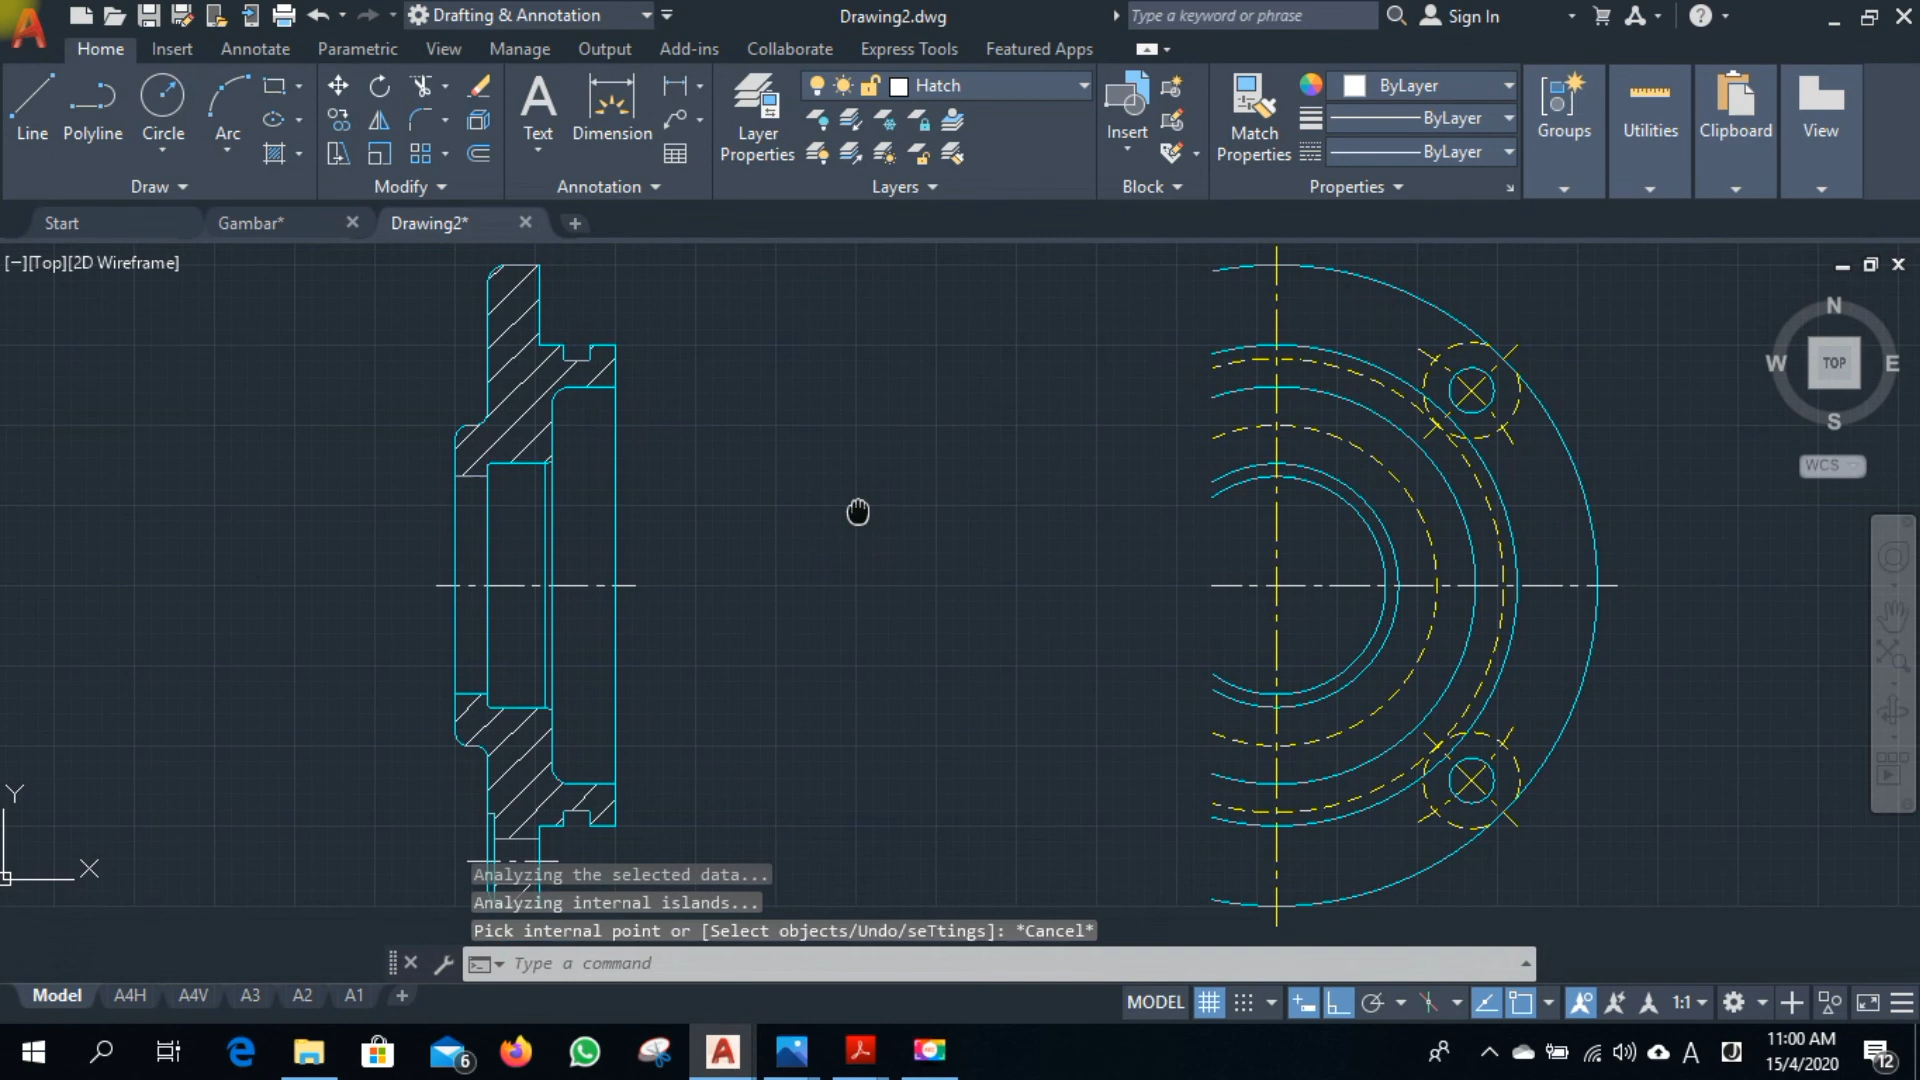 Drafting & Annotation
Drawing2.dwg
Type a keyword or phrase
Sign In
Home Insert Annotate Parametric View Manage Output Add-ins Collaborate Express Tools Featured Apps
Hatch
ByLayer
ByLayer
ByLayer
Line Polyline Circle Arc
Text Dimension
Layer Properties
Insert
Match Properties
Groups Utilities Clipboard View
Draw Modify Annotation Layers Block Properties
Start Gambar* Drawing2*
[−][Top][2D Wireframe]
N
W TOP E
S
WCS
Y
X
Analyzing the selected data...
Analyzing internal islands...
Pick internal point or [Select objects/Undo/seTtings]: *Cancel*
Type a command
Model A4H A4V A3 A2 A1
MODEL 1:1
6
11:00 AM
15/4/2020
12